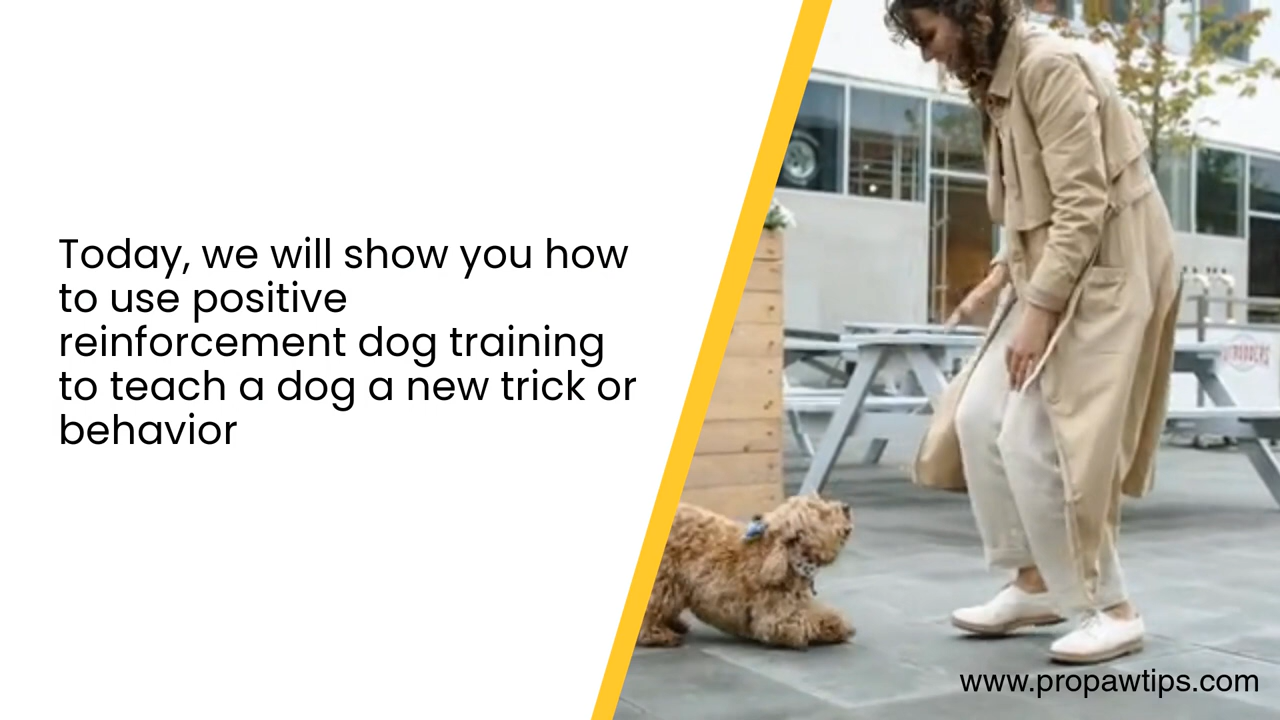 Today, we will show you how
to use positive
reinforcement dog training
to teach a dog a new trick or
behavior
www.propawtips.com